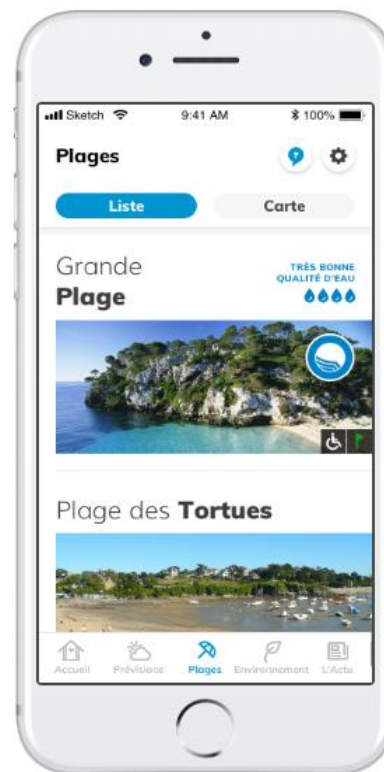 Sketch 9:41 AM 100%
Plages
Liste Carte
Grande
Plage
TRÈS BONNE
QUALITÉ D'EAU
Plage des Tortues
Accueil Prévisions Plages Environnement L'Actu